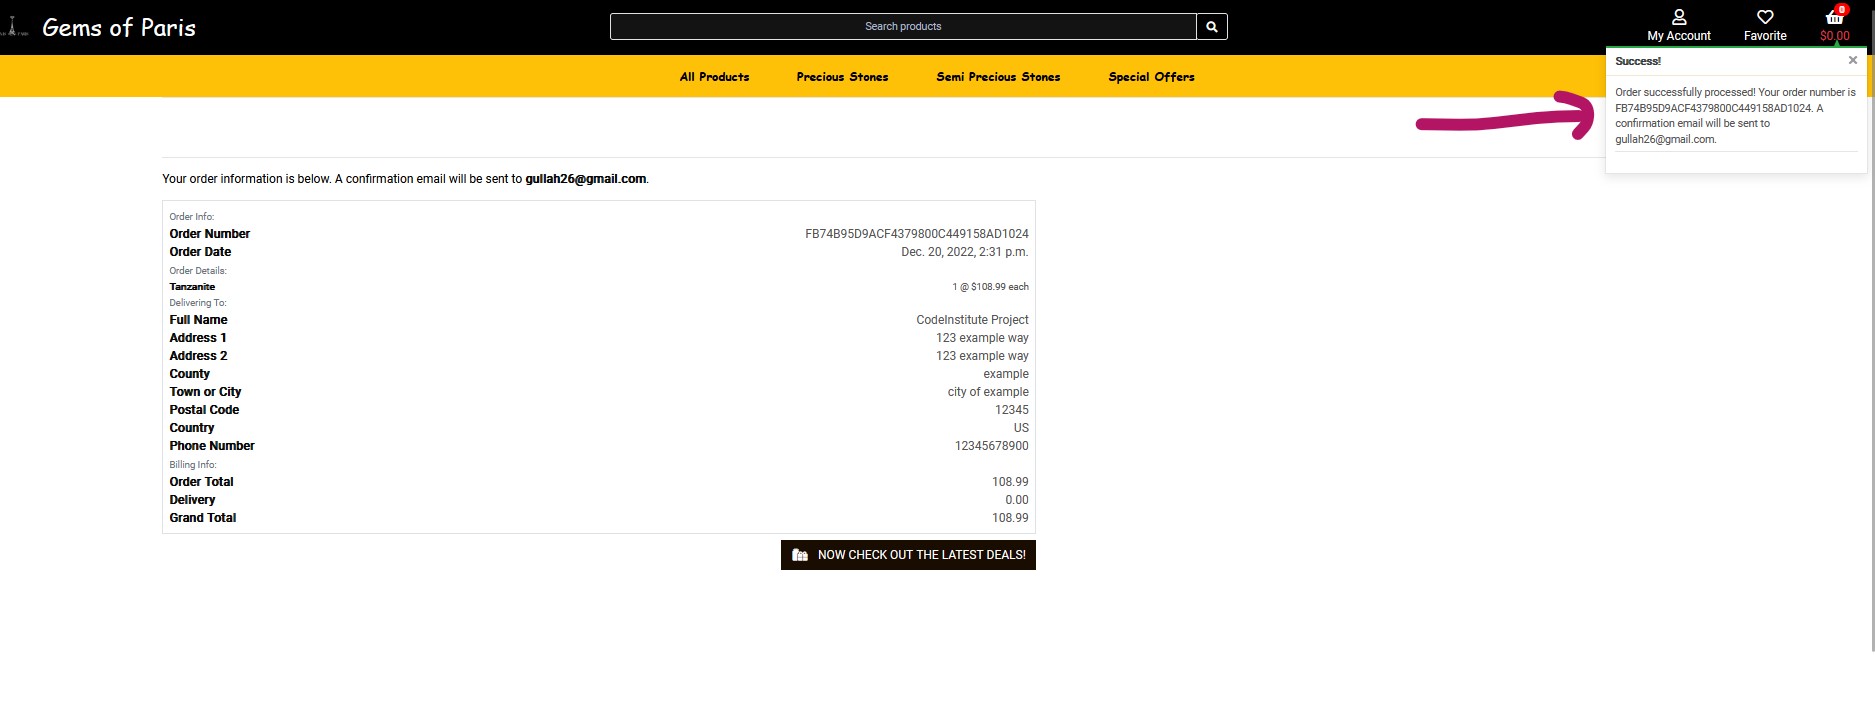 Gems of Paris
Search products
My Account
Favorite
0
$0.00
All Products
Precious Stones
Semi Precious Stones
Special Offers
Success!
×
Order successfully processed! Your order number is
FB74B95D9ACF4379800C449158AD1024. A
confirmation email will be sent to
gullah26@gmail.com.
Your order information is below. A confirmation email will be sent to gullah26@gmail.com.
Order Info:
Order Number FB74B95D9ACF4379800C449158AD1024
Order Date Dec. 20, 2022, 2:31 p.m.
Order Details:
Tanzanite 1 @ $108.99 each
Delivering To:
Full Name CodeInstitute Project
Address 1 123 example way
Address 2 123 example way
County example
Town or City city of example
Postal Code 12345
Country US
Phone Number 12345678900
Billing Info:
Order Total 108.99
Delivery 0.00
Grand Total 108.99
NOW CHECK OUT THE LATEST DEALS!